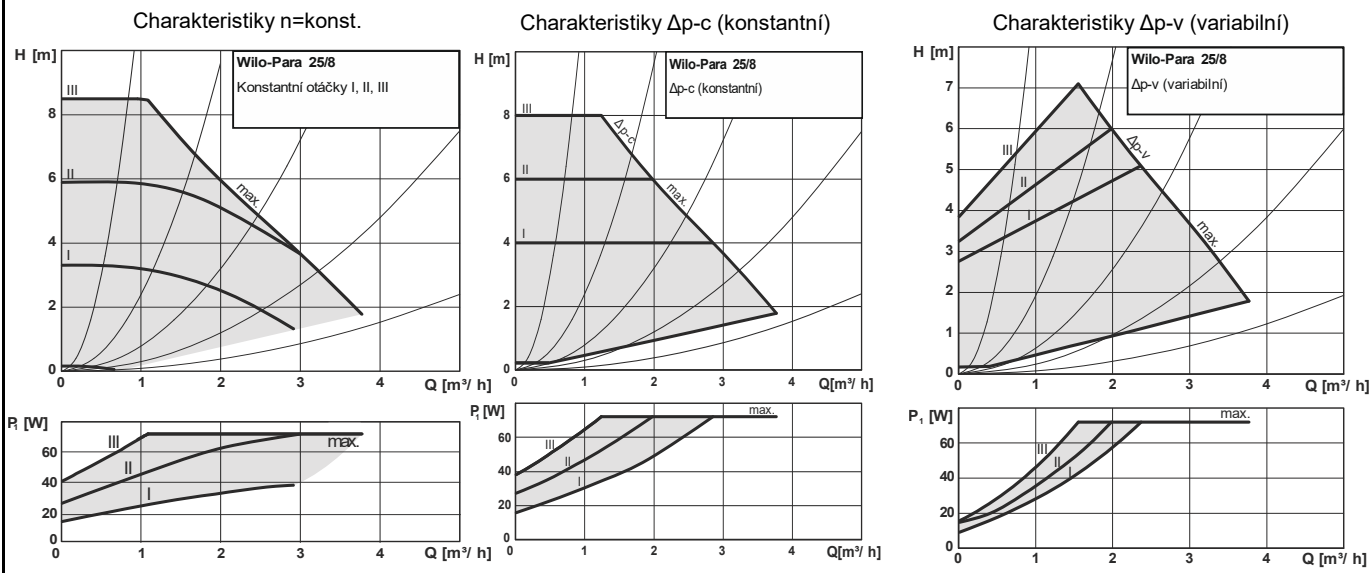 Charakteristiky n=konst.
H [m]
Wilo-Para 25/8
Konstantní otáčky I, II, III
III
II
I
max.
8
6
4
2
0
0 1 2 3 4
Q [m³/ h]
P₁ [W]
60
40
20
0
III
II
I
max.
0 1 2 3 4
Q [m³/ h]
Charakteristiky Δp-c (konstantní)
H [m]
Wilo-Para 25/8
Δp-c (konstantní)
III
II
I
Δp-c
max.
8
6
4
2
0
0 1 2 3 4
Q[m³/ h]
P₁ [W]
60
40
20
0
III
II
I
max.
0 1 2 3 4
Q[m³/ h]
Charakteristiky Δp-v (variabilní)
H [m]
Wilo-Para 25/8
Δp-v (variabilní)
III
II
I
Δp-v
max.
7
6
5
4
3
2
1
0
0 1 2 3 4
Q [m³/ h]
P₁ [W]
60
40
20
0
III
II
I
max.
0 1 2 3 4
Q [m³/ h]